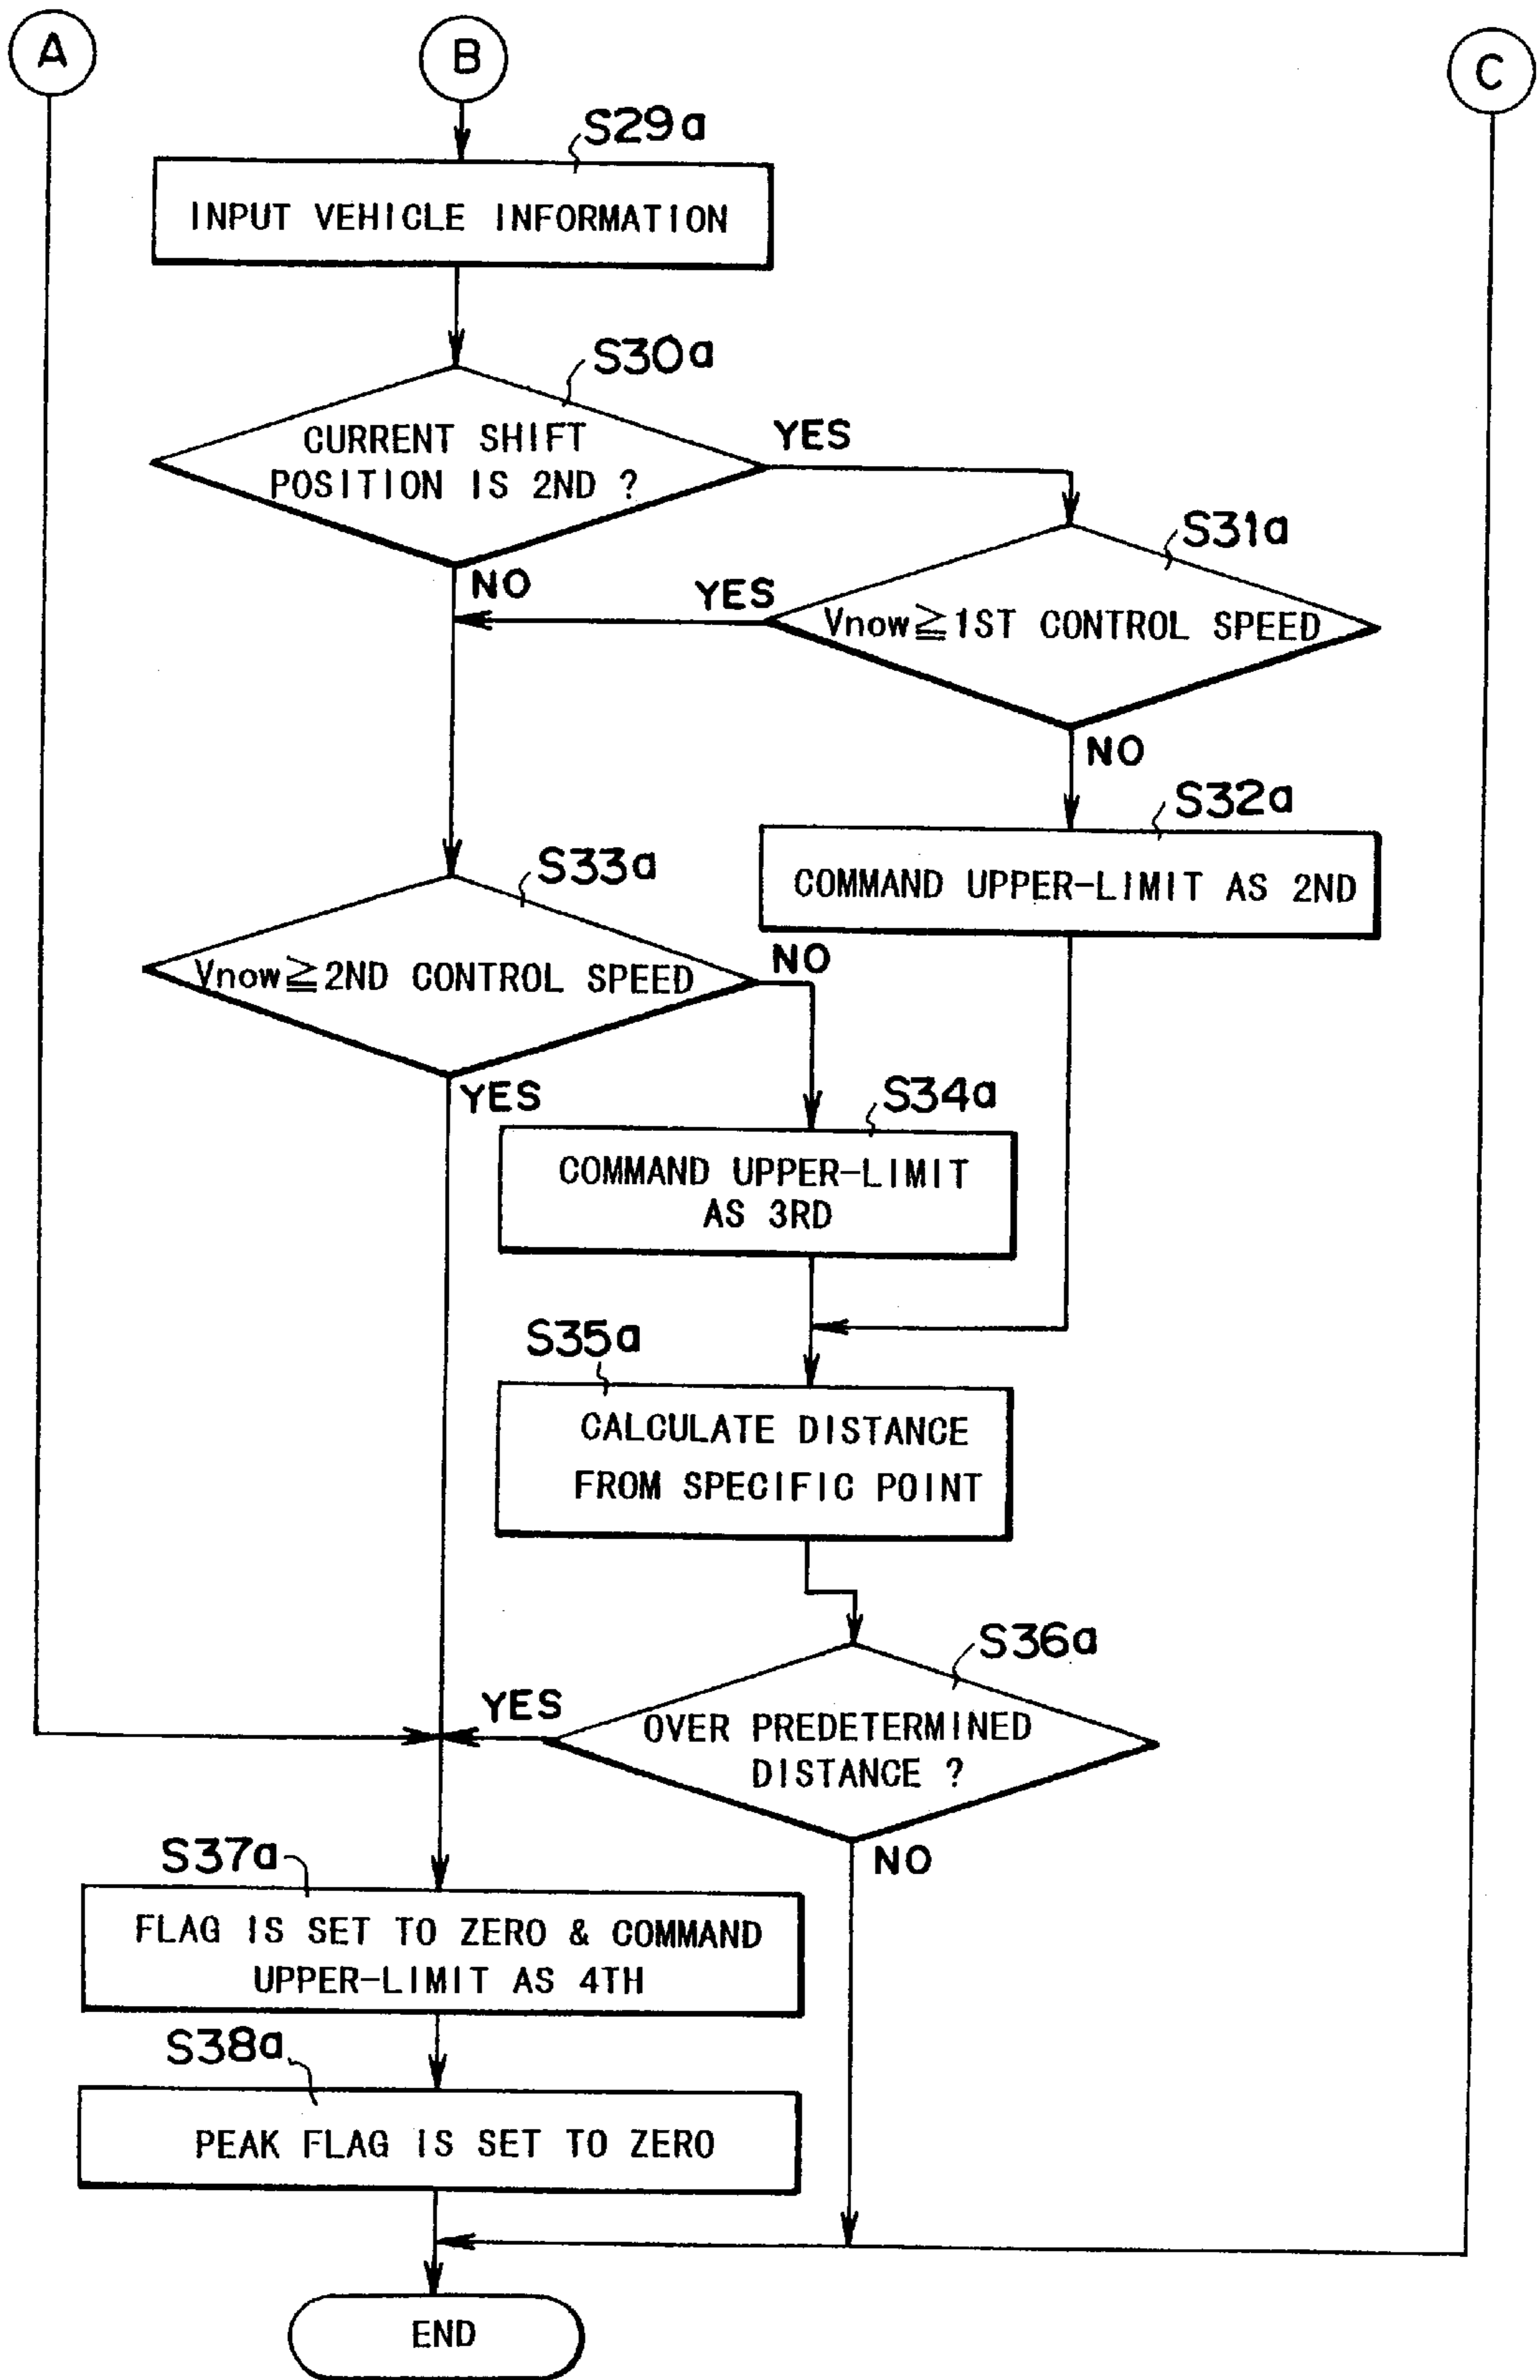 A
B
C
S29a
INPUT VEHICLE INFORMATION
S30a
CURRENT SHIFT
POSITION IS 2ND ?
YES
NO
S31a
YES
Vnow≧1ST CONTROL SPEED
NO
S32a
COMMAND UPPER-LIMIT AS 2ND
S33a
Vnow≧2ND CONTROL SPEED
NO
YES
S34a
COMMAND UPPER-LIMIT
AS 3RD
S35a
CALCULATE DISTANCE
FROM SPECIFIC POINT
S36a
YES
OVER PREDETERMINED
DISTANCE ?
NO
S37a
FLAG IS SET TO ZERO & COMMAND
UPPER-LIMIT AS 4TH
S38a
PEAK FLAG IS SET TO ZERO
END